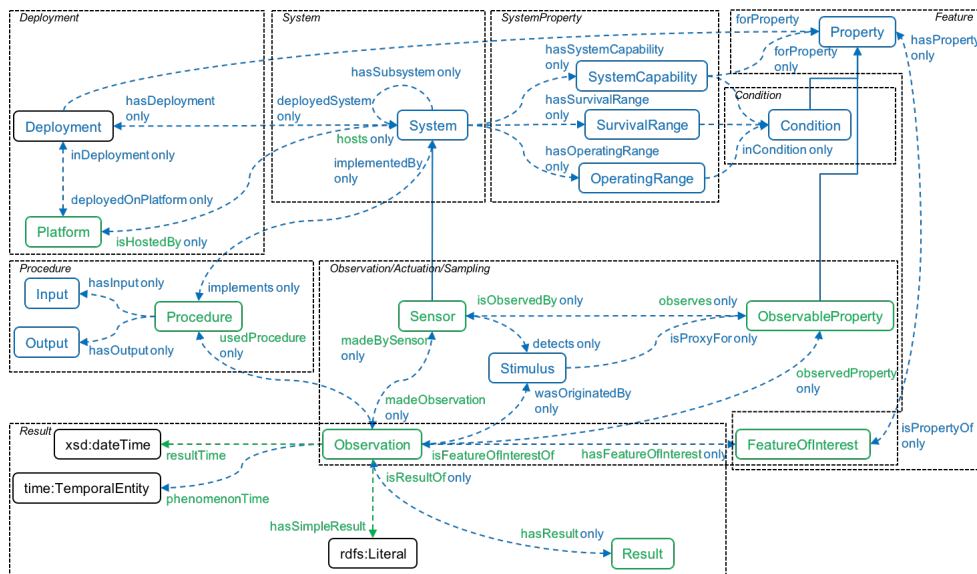 Deployment
System
SystemProperty
Feature
forProperty
Property
hasProperty
only
hasSystemCapability
only
forProperty
only
hasSubsystem only
SystemCapability
Condition
hasDeployment
only
deployedSystem
only
hasSurvivalRange
only
Deployment
System
SurvivalRange
Condition
hosts only
inDeployment only
implementedBy
only
hasOperatingRange
only
inCondition only
OperatingRange
deployedOnPlatform only
Platform
isHostedBy only
Procedure
Observation/Actuation/Sampling
hasInput only
Input
implements only
isObservedBy only
observes only
Procedure
Sensor
ObservableProperty
Output
usedProcedure
only
madeBySensor
only
detects only
isProxyFor only
hasOutput only
Stimulus
observedProperty
only
madeObservation
only
wasOriginatedBy
only
Result
isPropertyOf
only
xsd:dateTime
Observation
FeatureOfInterest
resultTime
isFeatureOfInterestOf
hasFeatureOfInterest only
only
isResultOf only
time:TemporalEntity
phenomenonTime
hasSimpleResult
hasResult only
rdfs:Literal
Result